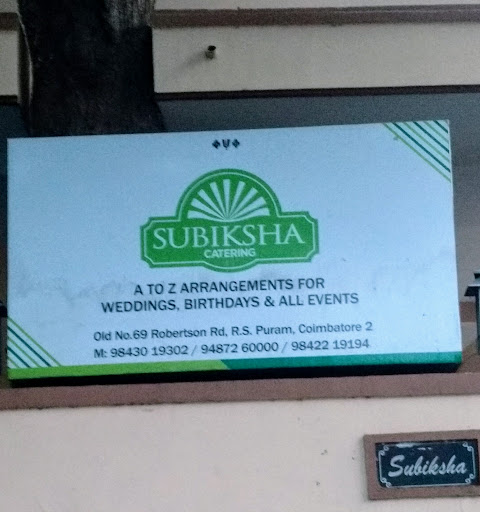 உ
SUBIKSHA
CATERING
A TO Z ARRANGEMENTS FOR
WEDDINGS, BIRTHDAYS & ALL EVENTS
Old No.69 Robertson Rd, R.S. Puram, Coimbatore 2
M: 98430 19302 / 94872 60000 / 98422 19194
Subiksha